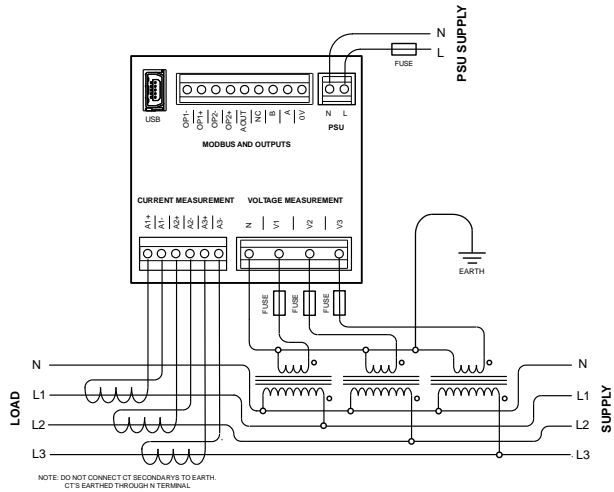 N
L
FUSE
PSU SUPPLY
USB
OP1-
OP1+
OP2-
OP2+
A OUT
NC
B
A
0V
N L
PSU
MODBUS AND OUTPUTS
CURRENT MEASUREMENT
VOLTAGE MEASUREMENT
A1+
A1-
A2+
A2-
A3+
A3-
N
V1
V2
V3
EARTH
FUSE
FUSE
FUSE
LOAD
N
L1
L2
L3
N
L1
L2
L3
SUPPLY
NOTE: DO NOT CONNECT CT SECONDARYS TO EARTH.
CT'S EARTHED THROUGH N TERMINAL